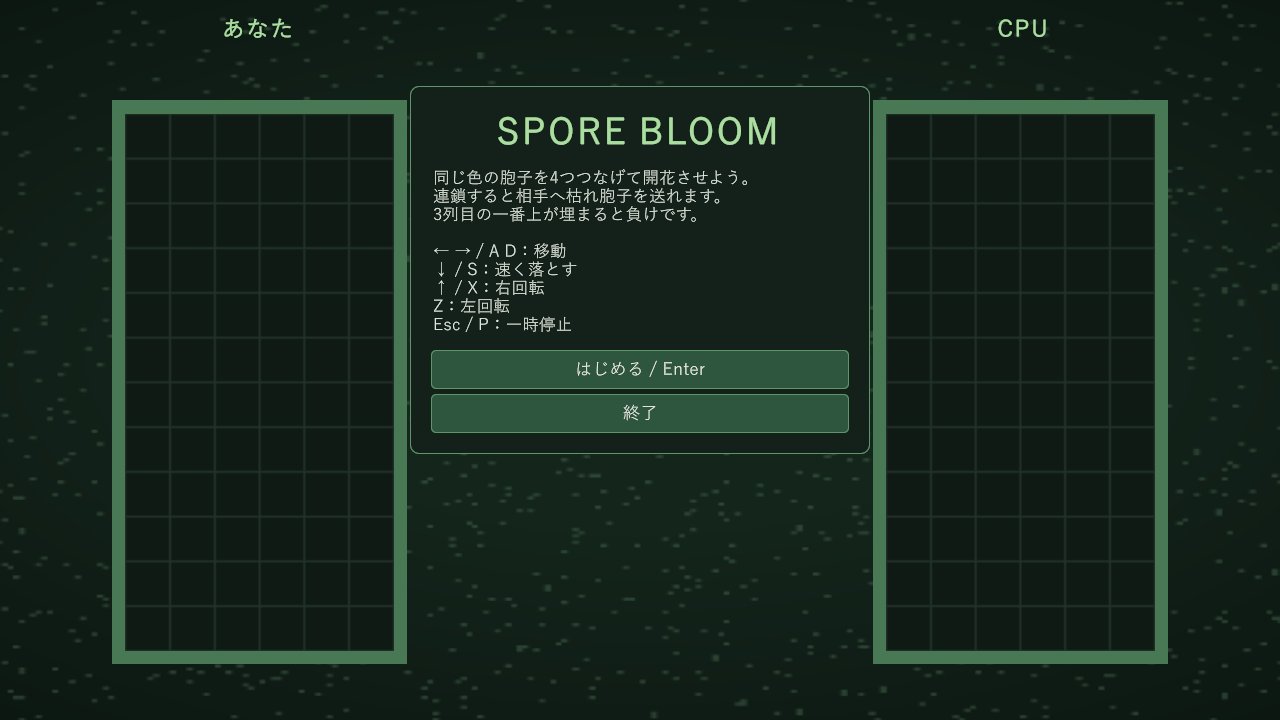 あなた
CPU
SPORE BLOOM
同じ色の胞子を4つつなげて開花させよう。
連鎖すると相手へ枯れ胞子を送れます。
3列目の一番上が埋まると負けです。
← → / A D：移動
↓ / S：速く落とす
↑ / X：右回転
Z：左回転
Esc / P：一時停止
はじめる / Enter
終了